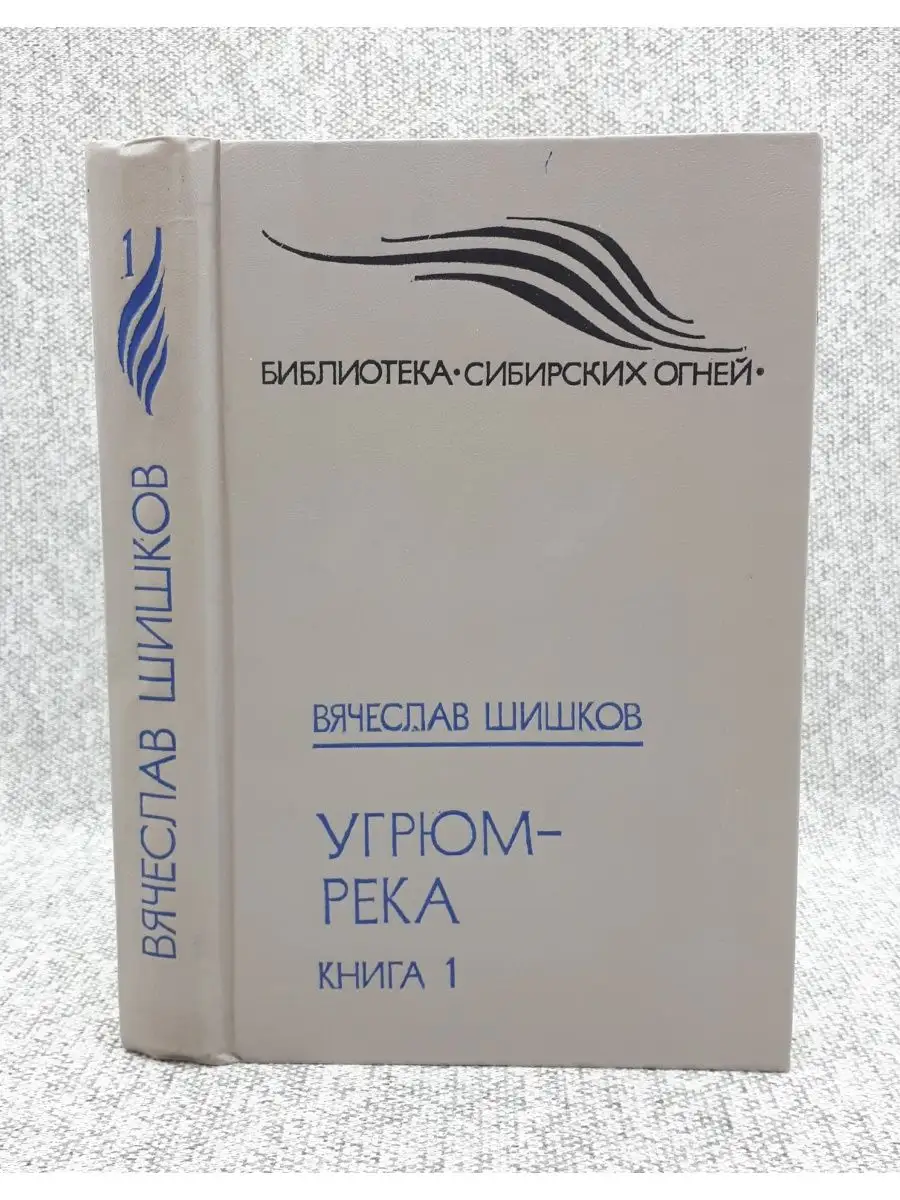 1
ВЯЧЕСЛАВ ШИШКОВ
БИБЛИОТЕКА·СИБИРСКИХ ОГНЕЙ·
ВЯЧЕСЛАВ ШИШКОВ
УГРЮМ-
РЕКА
КНИГА 1